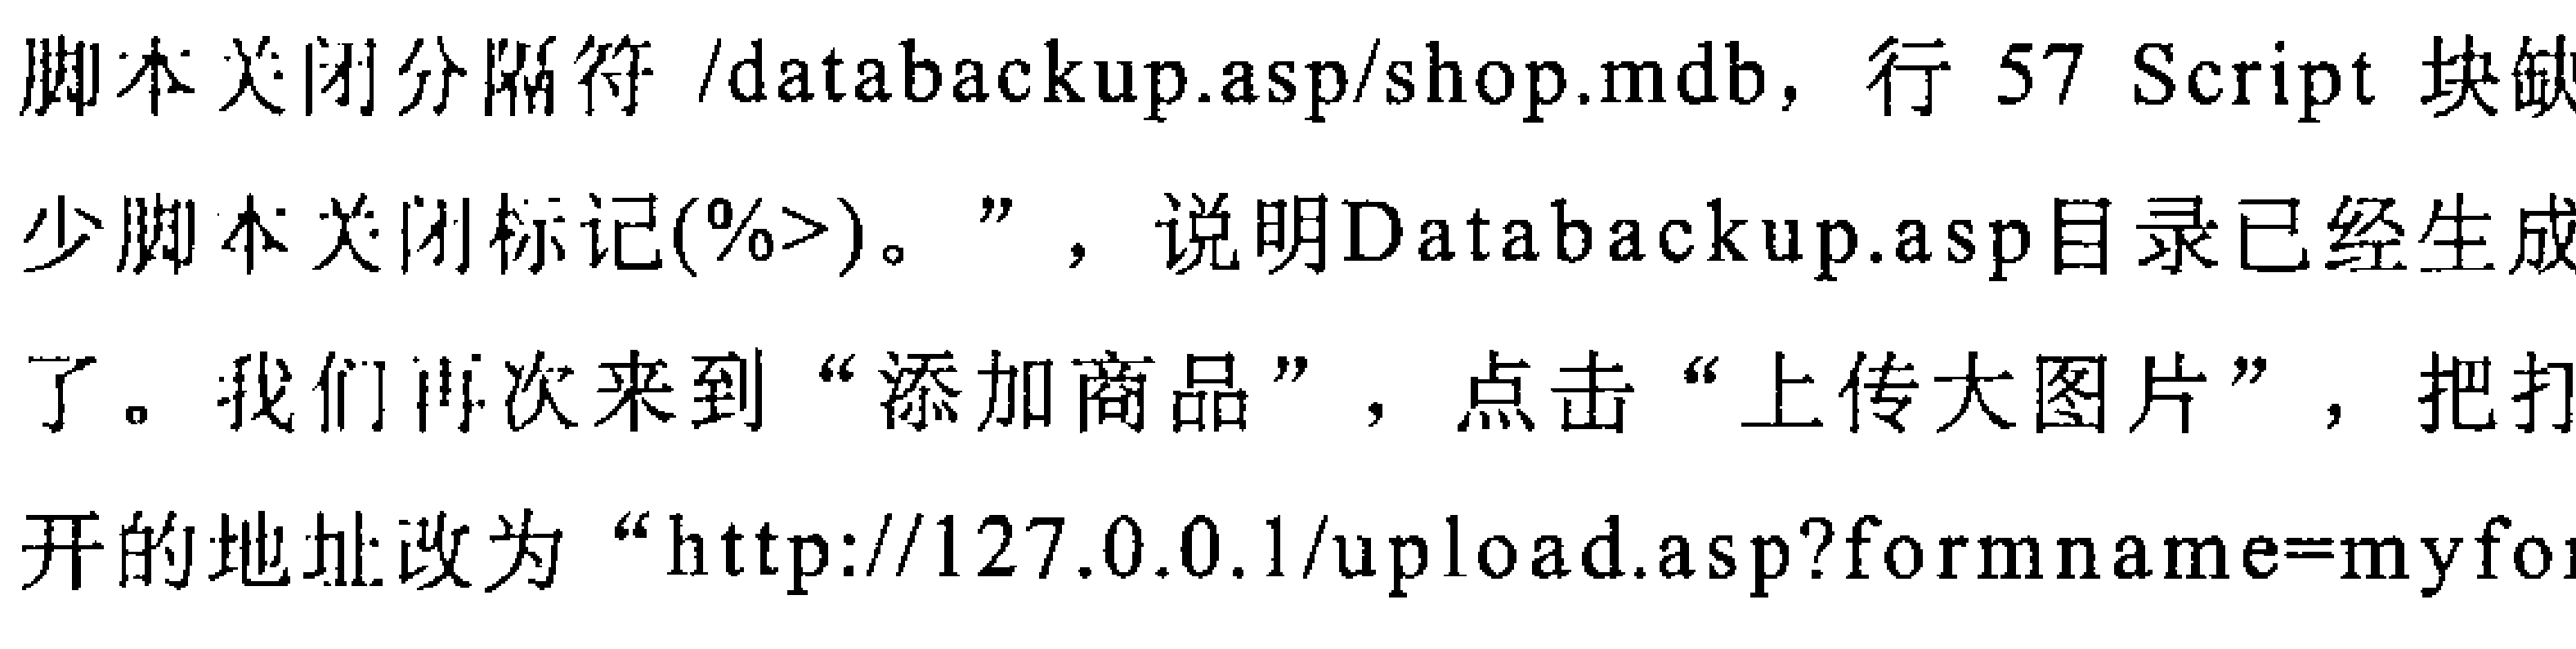 脚本关闭分隔符 /databackup.asp/shop.mdb，行 57 Script 块缺
少脚本关闭标记(%>)。”，说明Databackup.asp目录已经生成
了。我们再次来到“添加商品”，点击“上传大图片”，把打
开的地址改为“http://127.0.0.1/upload.asp?formname=myfor